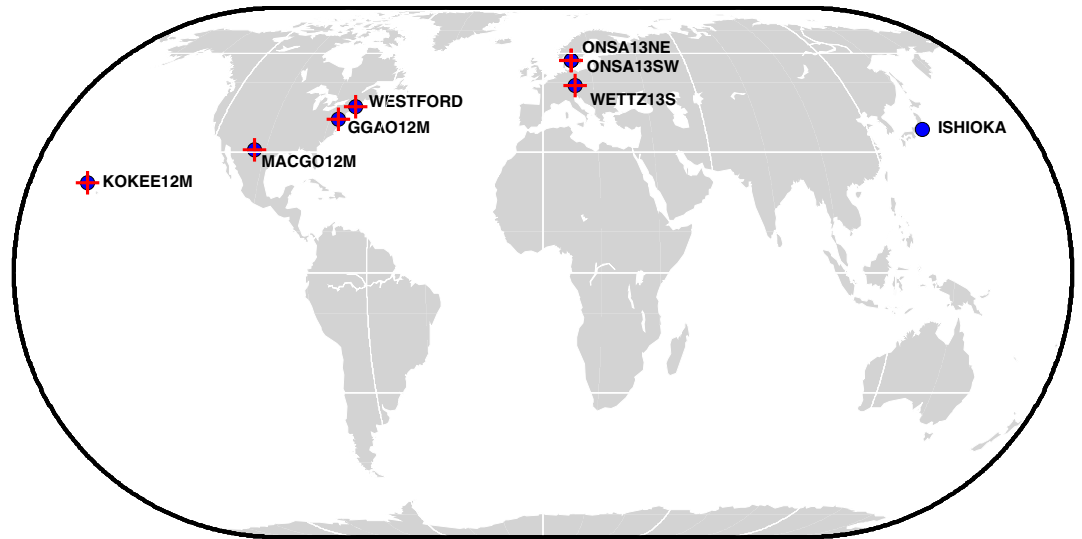 ONSA13NE
ONSA13SW
WETTZ13S
WESTFORD
GGAO12M
ISHIOKA
MACGO12M
KOKEE12M